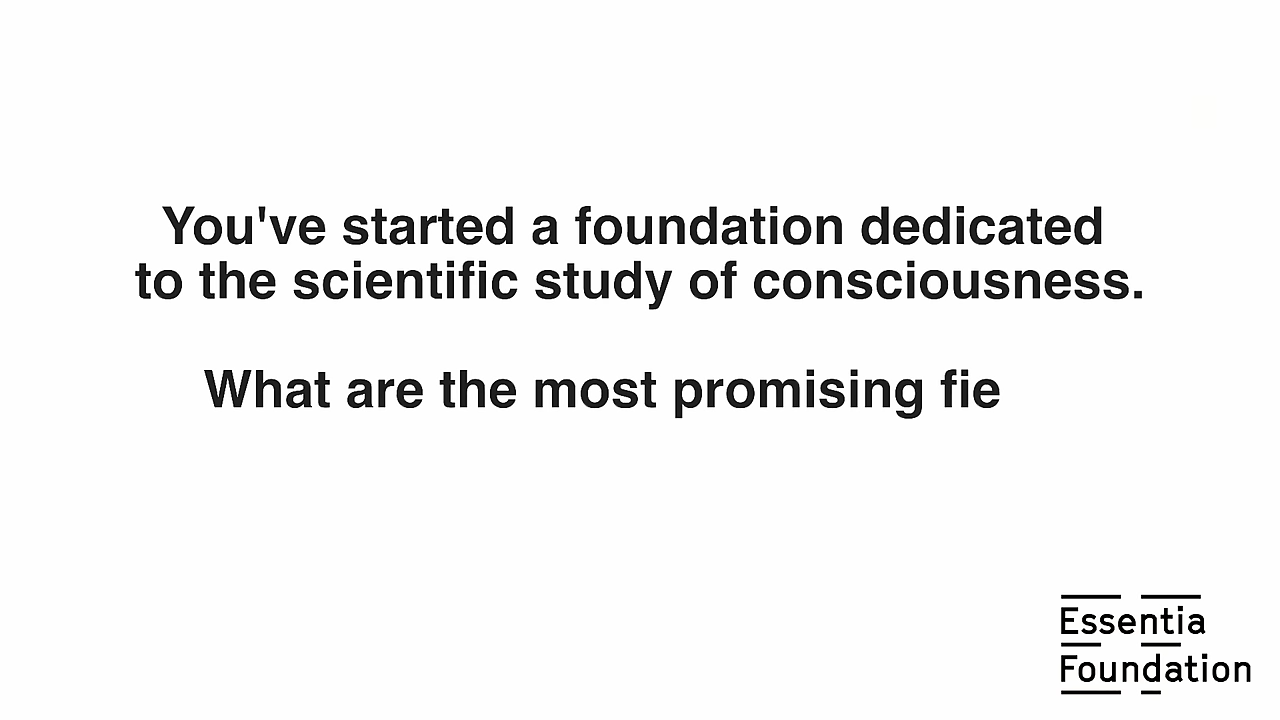 You've started a foundation dedicated
to the scientific study of consciousness.
What are the most promising fie
Essentia
Foundation